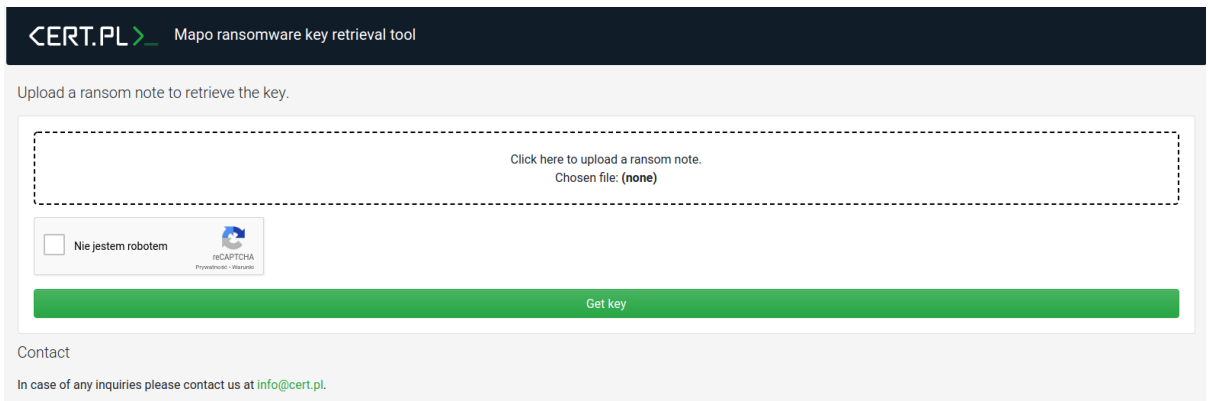 CERT.PL>_ Mapo ransomware key retrieval tool
Upload a ransom note to retrieve the key.
Click here to upload a ransom note.
Chosen file: (none)
Nie jestem robotem
reCAPTCHA
Prywatność - Warunki
Get key
Contact
In case of any inquiries please contact us at info@cert.pl.